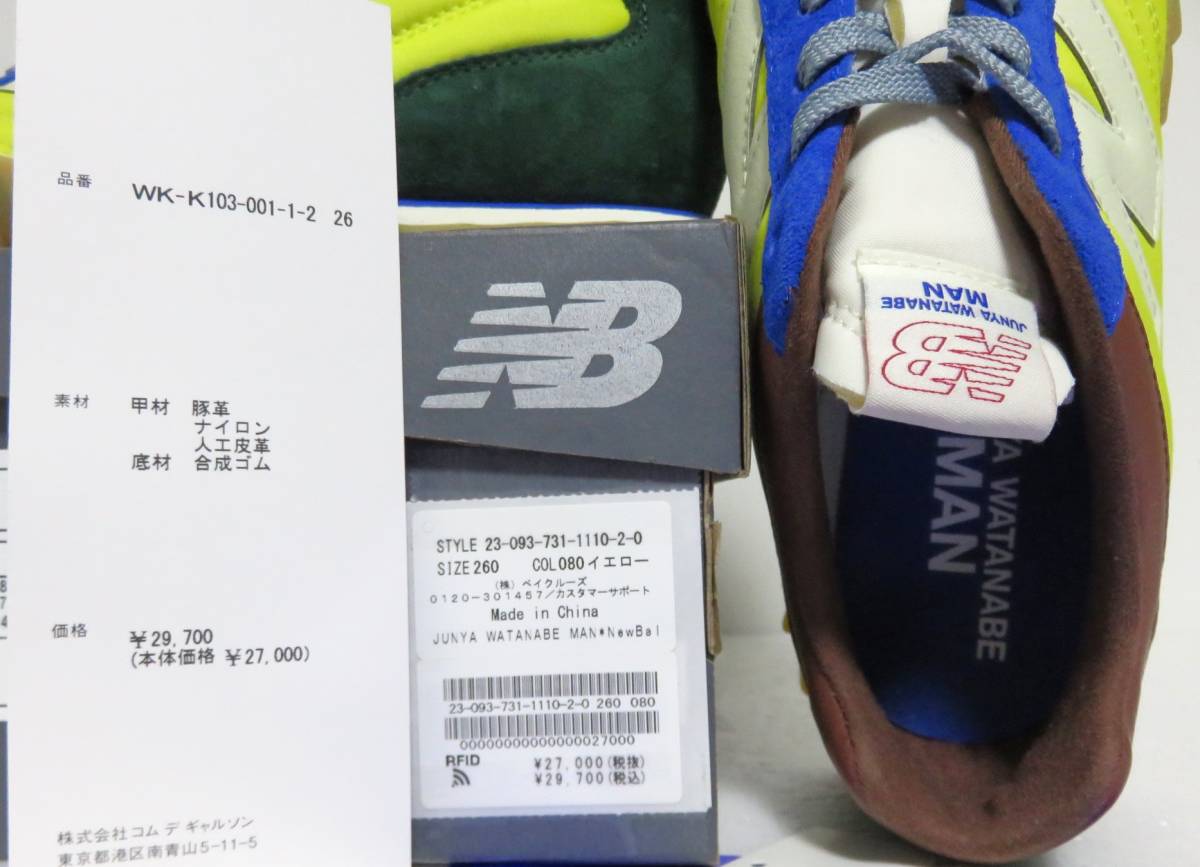 品番 WK-K103-001-1-2 26
素材 甲材 豚革
ナイロン
人工皮革
底材 合成ゴム
価格 ¥29,700
(本体価格 ¥27,000)
株式会社コム デ ギャルソン
東京都港区南青山5-11-5
NB
STYLE 23-093-731-1110-2-0
SIZE 260 COL 080イエロー
(株) ベイクルーズ
0120-301457/カスタマーサポート
Made in China
JUNYA WATANABE MAN*NewBal
23-093-731-1110-2-0 260 080
00000000000000027000
RFID
¥27,000(税抜)
¥29,700(税込)
JUNYA WATANABE
MAN
NB
YA WATANABE
MAN